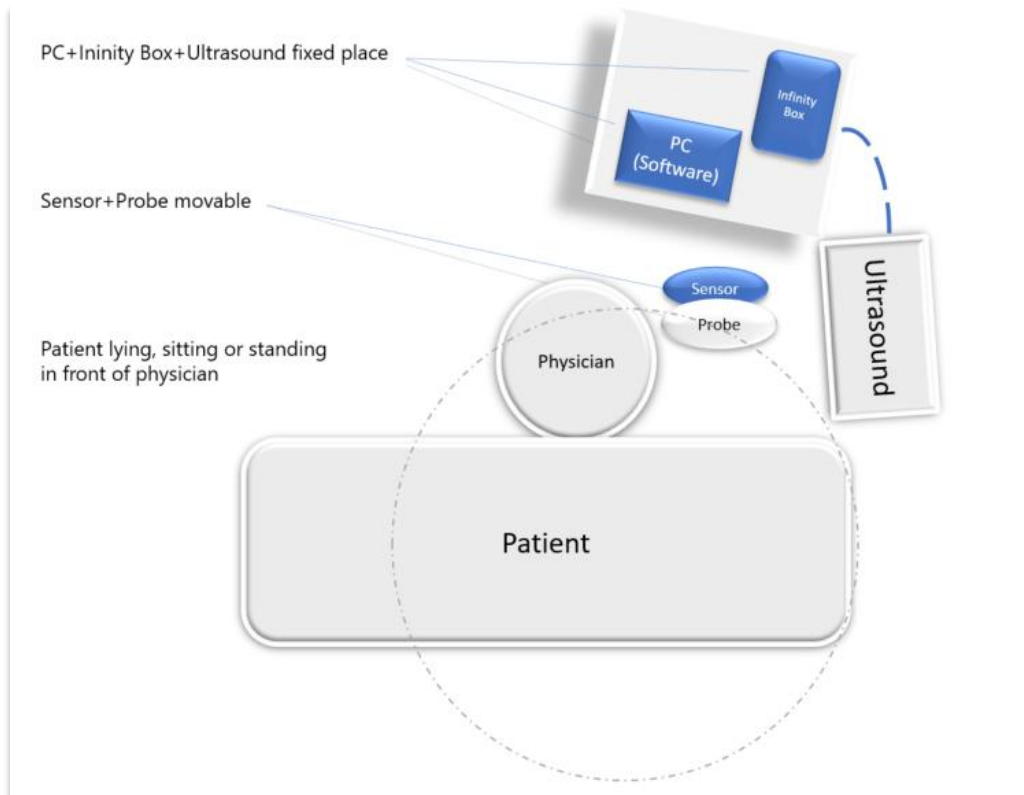 PC+Ininity Box+Ultrasound fixed place
Infinity
Box
PC
(Software)
Sensor+Probe movable
Ultrasound
Sensor
Probe
Patient lying, sitting or standing
in front of physician
Physician
Patient